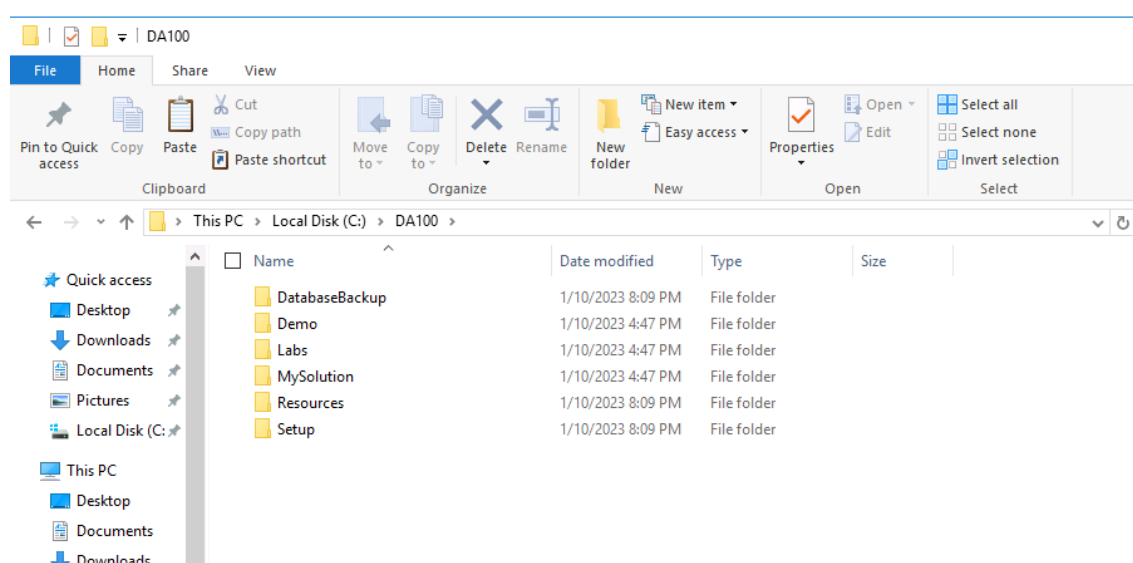 DA100
File Home Share View
Pin to Quick access
Copy
Paste
Cut
Copy path
Paste shortcut
Move to
Copy to
Delete
Rename
New folder
New item
Easy access
Properties
Open
Edit
Select all
Select none
Invert selection
Clipboard Organize New Open Select
This PC > Local Disk (C:) > DA100 >
Name Date modified Type Size
Quick access
Desktop
Downloads
Documents
Pictures
Local Disk (C:
This PC
Desktop
Documents
Downloads
DatabaseBackup 1/10/2023 8:09 PM File folder
Demo 1/10/2023 4:47 PM File folder
Labs 1/10/2023 4:47 PM File folder
MySolution 1/10/2023 4:47 PM File folder
Resources 1/10/2023 8:09 PM File folder
Setup 1/10/2023 8:09 PM File folder